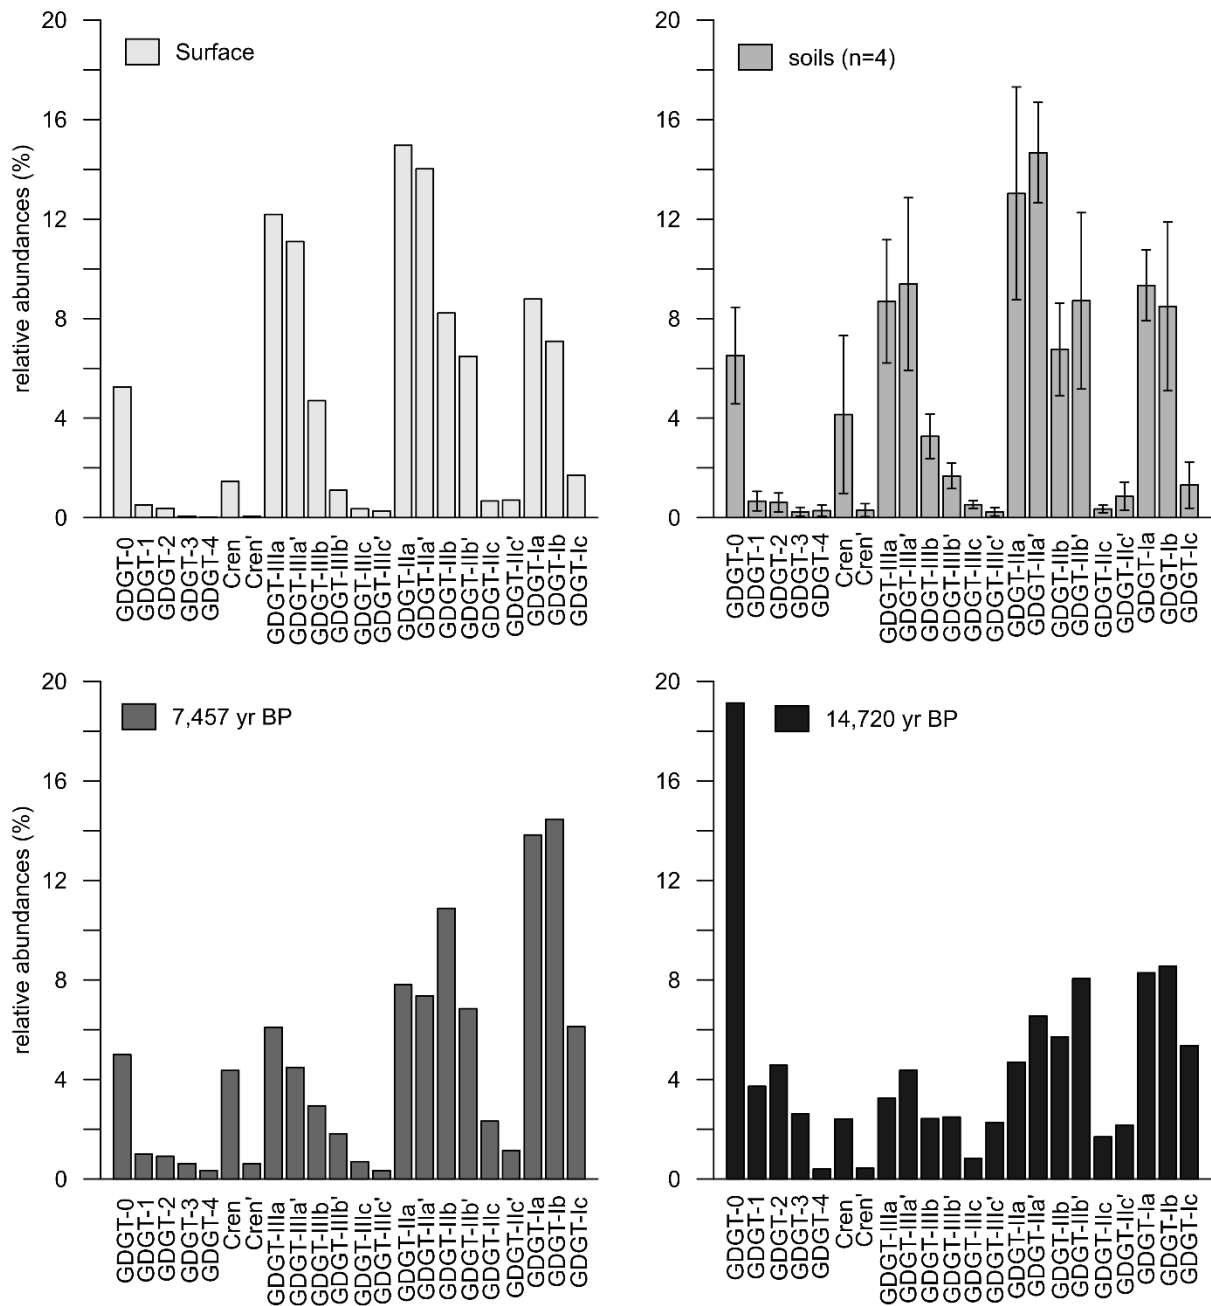 Surface
relative abundances (%)
20
16
12
8
4
0
GDGT-0
GDGT-1
GDGT-2
GDGT-3
GDGT-4
Cren
Cren'
GDGT-IIIa
GDGT-IIIa'
GDGT-IIIb
GDGT-IIIb'
GDGT-IIIc
GDGT-IIIc'
GDGT-IIa
GDGT-IIa'
GDGT-IIb
GDGT-IIb'
GDGT-IIc
GDGT-IIc'
GDGT-Ia
GDGT-Ib
GDGT-Ic
soils (n=4)
20
16
12
8
4
0
GDGT-0
GDGT-1
GDGT-2
GDGT-3
GDGT-4
Cren
Cren'
GDGT-IIIa
GDGT-IIIa'
GDGT-IIIb
GDGT-IIIb'
GDGT-IIIc
GDGT-IIIc'
GDGT-IIa
GDGT-IIa'
GDGT-IIb
GDGT-IIb'
GDGT-IIc
GDGT-IIc'
GDGT-Ia
GDGT-Ib
GDGT-Ic
7,457 yr BP
relative abundances (%)
20
16
12
8
4
0
GDGT-0
GDGT-1
GDGT-2
GDGT-3
GDGT-4
Cren
Cren'
GDGT-IIIa
GDGT-IIIa'
GDGT-IIIb
GDGT-IIIb'
GDGT-IIIc
GDGT-IIIc'
GDGT-IIa
GDGT-IIa'
GDGT-IIb
GDGT-IIb'
GDGT-IIc
GDGT-IIc'
GDGT-Ia
GDGT-Ib
GDGT-Ic
14,720 yr BP
20
16
12
8
4
0
GDGT-0
GDGT-1
GDGT-2
GDGT-3
GDGT-4
Cren
Cren'
GDGT-IIIa
GDGT-IIIa'
GDGT-IIIb
GDGT-IIIb'
GDGT-IIIc
GDGT-IIIc'
GDGT-IIa
GDGT-IIa'
GDGT-IIb
GDGT-IIb'
GDGT-IIc
GDGT-IIc'
GDGT-Ia
GDGT-Ib
GDGT-Ic